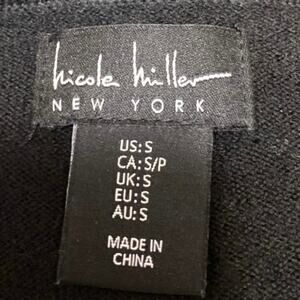 Nicole Miller
NEW YORK
US: S
CA: S/P
UK: S
EU: S
AU: S
MADE IN
CHINA